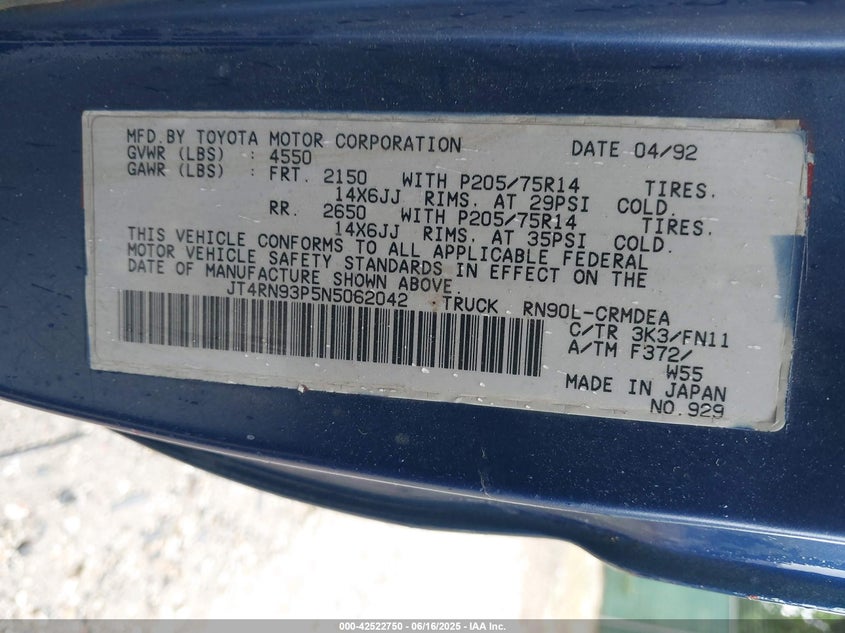 MFD.BY TOYOTA MOTOR CORPORATION DATE 04/92
GVWR (LBS) : 4550
GAWR (LBS) : FRT. 2150 WITH P205/75R14 TIRES.
14X6JJ RIMS. AT 29PSI COLD.
RR. 2650 WITH P205/75R14 TIRES.
14X6JJ RIMS. AT 35PSI COLD.
THIS VEHICLE CONFORMS TO ALL APPLICABLE FEDERAL
MOTOR VEHICLE SAFETY STANDARDS IN EFFECT ON THE
DATE OF MANUFACTURE SHOWN ABOVE.
JT4RN93P5N5062042 TRUCK RN90L-CRMDEA
C/TR 3K3/FN11
A/TM F372/
W55
MADE IN JAPAN
NO.929
000-42522750 - 06/16/2025 - IAA Inc.